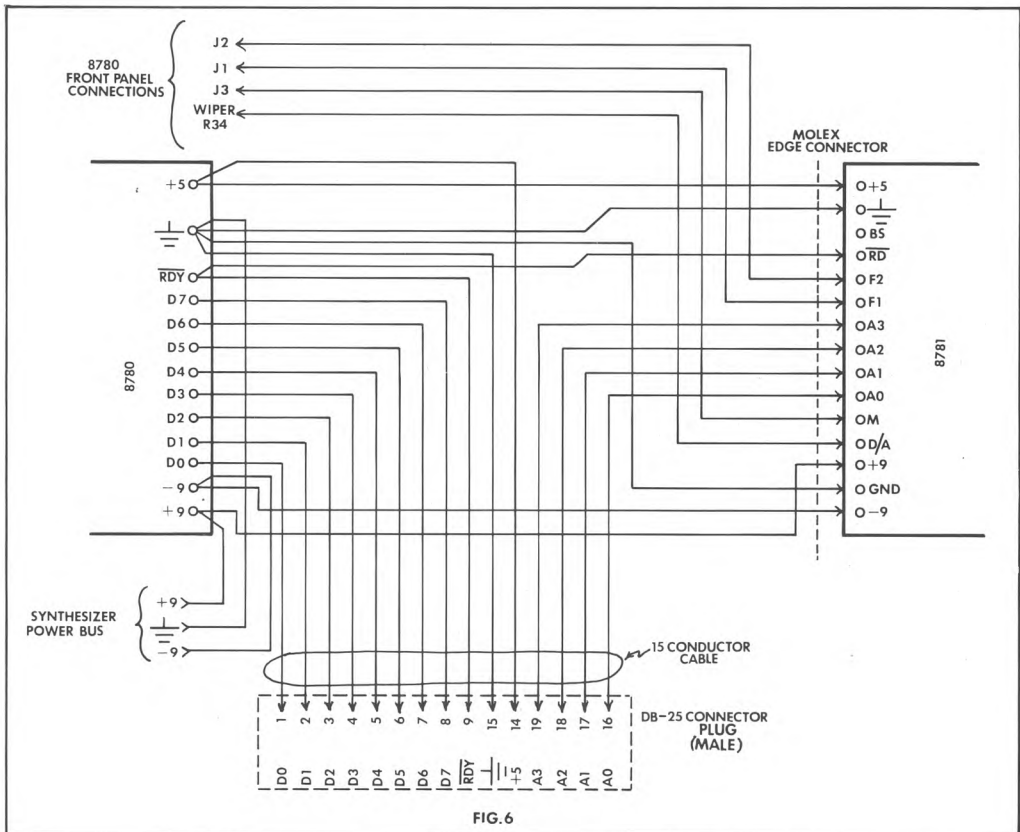 J2
J1
J3
WIPER
R34
8780
FRONT PANEL
CONNECTIONS
MOLEX
EDGE CONNECTOR
+5
RDY
D7
D6
D5
D4
D3
D2
D1
D0
-9
+9
8780
+5
BS
RD
F2
F1
A3
A2
A1
A0
M
D/A
+9
GND
-9
8781
SYNTHESIZER
POWER BUS
+9
-9
15 CONDUCTOR
CABLE
1 2 3 4 5 6 7 8 9 15 14 19 18 17 16
D0 D1 D2 D3 D4 D5 D6 D7 RDY +5 A3 A2 A1 A0
DB-25 CONNECTOR
PLUG
(MALE)
FIG.6